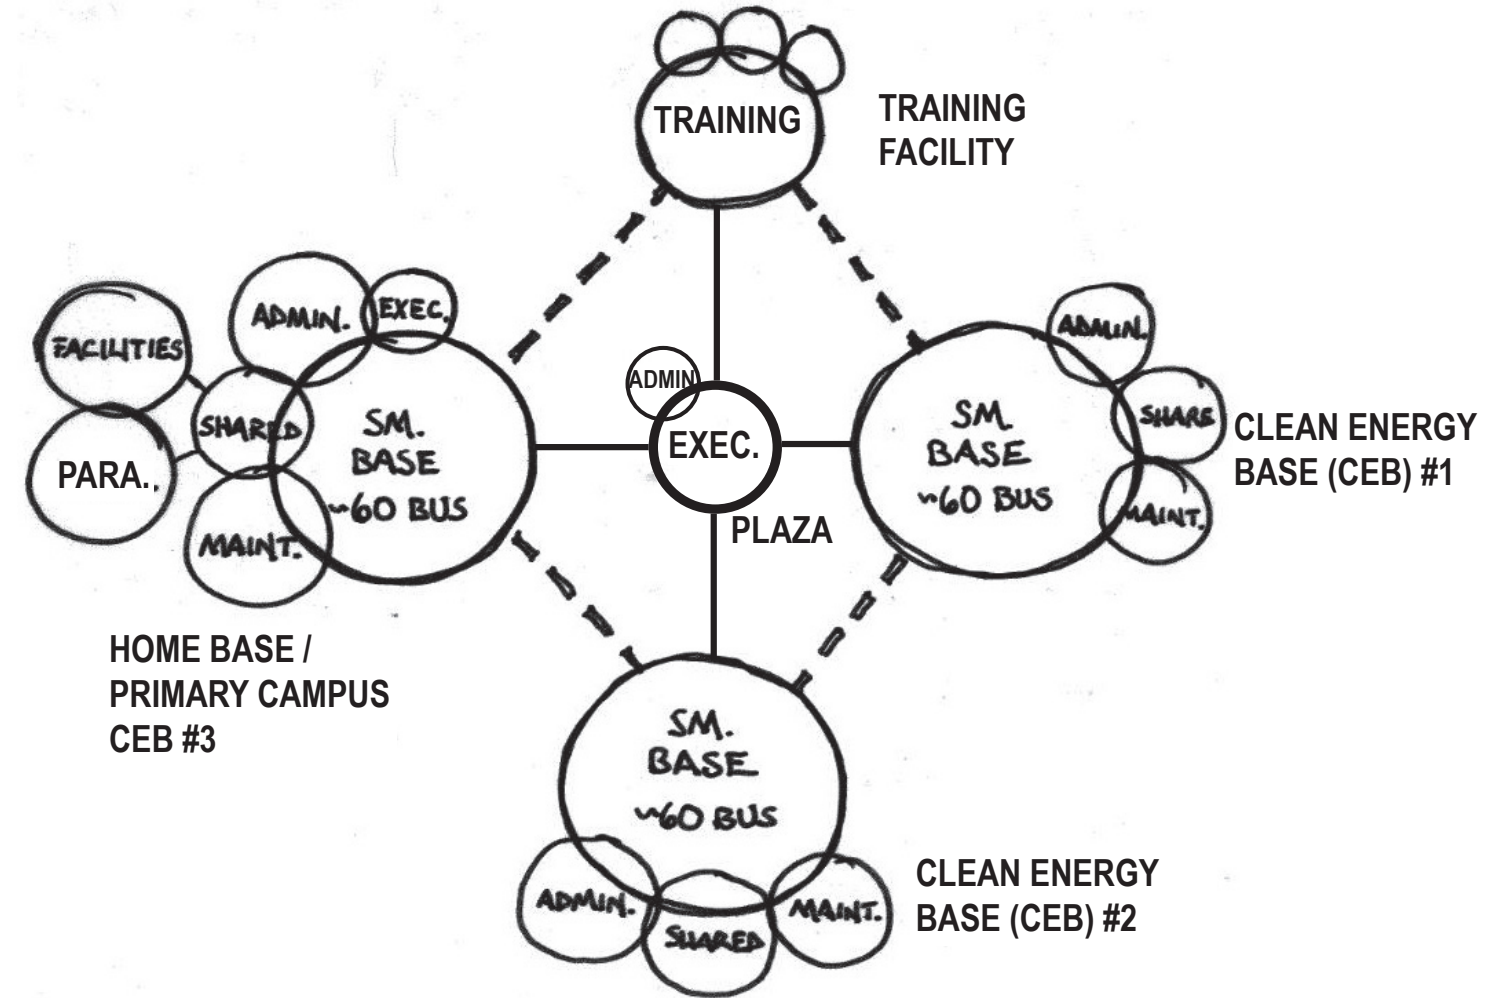 TRAINING
TRAINING
FACILITY
ADMIN.
EXEC.
FACILITIES
SHARED
PARA..
MAINT.
SM.
BASE
~60 BUS
HOME BASE /
PRIMARY CAMPUS
CEB #3
ADMIN
EXEC.
PLAZA
SM.
BASE
~60 BUS
ADMIN.
SHARE
MAINT.
CLEAN ENERGY
BASE (CEB) #1
SM.
BASE
~60 BUS
ADMIN.
SHARED
MAINT.
CLEAN ENERGY
BASE (CEB) #2